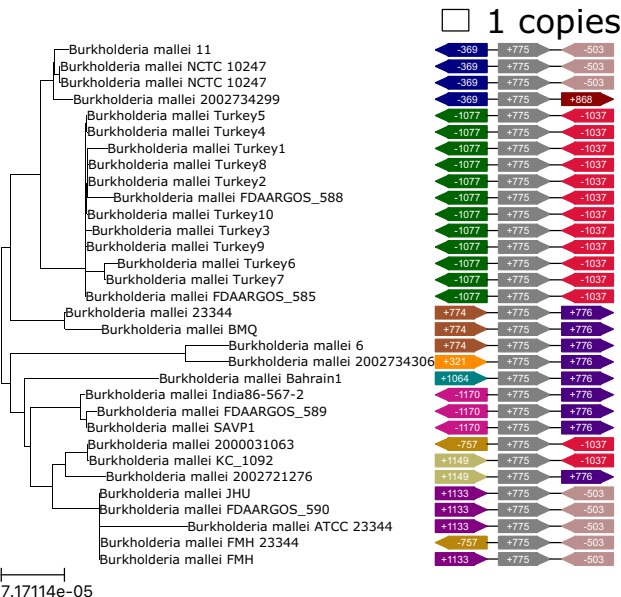 1 copies
Burkholderia mallei 11 -369 +775 -503
Burkholderia mallei NCTC 10247 -369 +775 -503
Burkholderia mallei NCTC 10247 -369 +775 -503
Burkholderia mallei 2002734299 -369 +775 +868
Burkholderia mallei Turkey5 -1077 +775 -1037
Burkholderia mallei Turkey4 -1077 +775 -1037
Burkholderia mallei Turkey1 -1077 +775 -1037
Burkholderia mallei Turkey8 -1077 +775 -1037
Burkholderia mallei Turkey2 -1077 +775 -1037
Burkholderia mallei FDAARGOS_588 -1077 +775 -1037
Burkholderia mallei Turkey10 -1077 +775 -1037
Burkholderia mallei Turkey3 -1077 +775 -1037
Burkholderia mallei Turkey9 -1077 +775 -1037
Burkholderia mallei Turkey6 -1077 +775 -1037
Burkholderia mallei Turkey7 -1077 +775 -1037
Burkholderia mallei FDAARGOS_585 -1077 +775 -1037
Burkholderia mallei 23344 +774 +775 +776
Burkholderia mallei BMQ +774 +775 +776
Burkholderia mallei 6 +774 +775 +776
Burkholderia mallei 2002734306 +321 +775 +776
Burkholderia mallei Bahrain1 +1064 +775 +776
Burkholderia mallei India86-567-2 -1170 +775 +776
Burkholderia mallei FDAARGOS_589 -1170 +775 +776
Burkholderia mallei SAVP1 -1170 +775 +776
Burkholderia mallei 2000031063 -757 +775 -1037
Burkholderia mallei KC_1092 +1149 +775 -1037
Burkholderia mallei 2002721276 +1149 +775 +776
Burkholderia mallei JHU +1133 +775 -503
Burkholderia mallei FDAARGOS_590 +1133 +775 -503
Burkholderia mallei ATCC 23344 +1133 +775 -503
Burkholderia mallei FMH 23344 -757 +775 -503
Burkholderia mallei FMH +1133 +775 -503
7.17114e-05